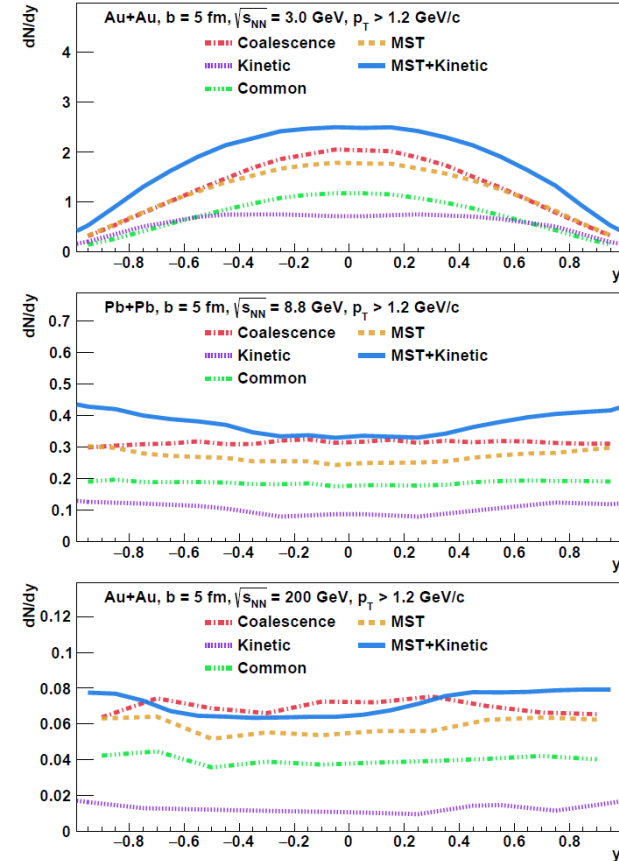 dN/dy
Au+Au, b = 5 fm, √sNN = 3.0 GeV, pT > 1.2 GeV/c
Coalescence MST
Kinetic MST+Kinetic
Common
4
3
2
1
0
−0.8 −0.6 −0.4 −0.2 0 0.2 0.4 0.6 0.8 y
dN/dy
Pb+Pb, b = 5 fm, √sNN = 8.8 GeV, pT > 1.2 GeV/c
0.7
Coalescence MST
Kinetic MST+Kinetic
0.6
Common
0.5
0.4
0.3
0.2
0.1
0
−0.8 −0.6 −0.4 −0.2 0 0.2 0.4 0.6 0.8 y
dN/dy
Au+Au, b = 5 fm, √sNN = 200 GeV, pT > 1.2 GeV/c
0.12
Coalescence MST
Kinetic MST+Kinetic
0.1
Common
0.08
0.06
0.04
0.02
0
−0.8 −0.6 −0.4 −0.2 0 0.2 0.4 0.6 0.8 y